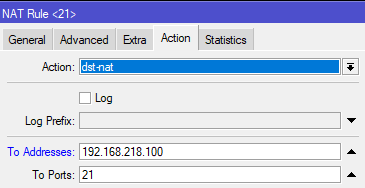 NAT Rule <21>
General Advanced Extra Action Statistics
Action: dst-nat
Log
Log Prefix:
To Addresses: 192.168.218.100
To Ports: 21